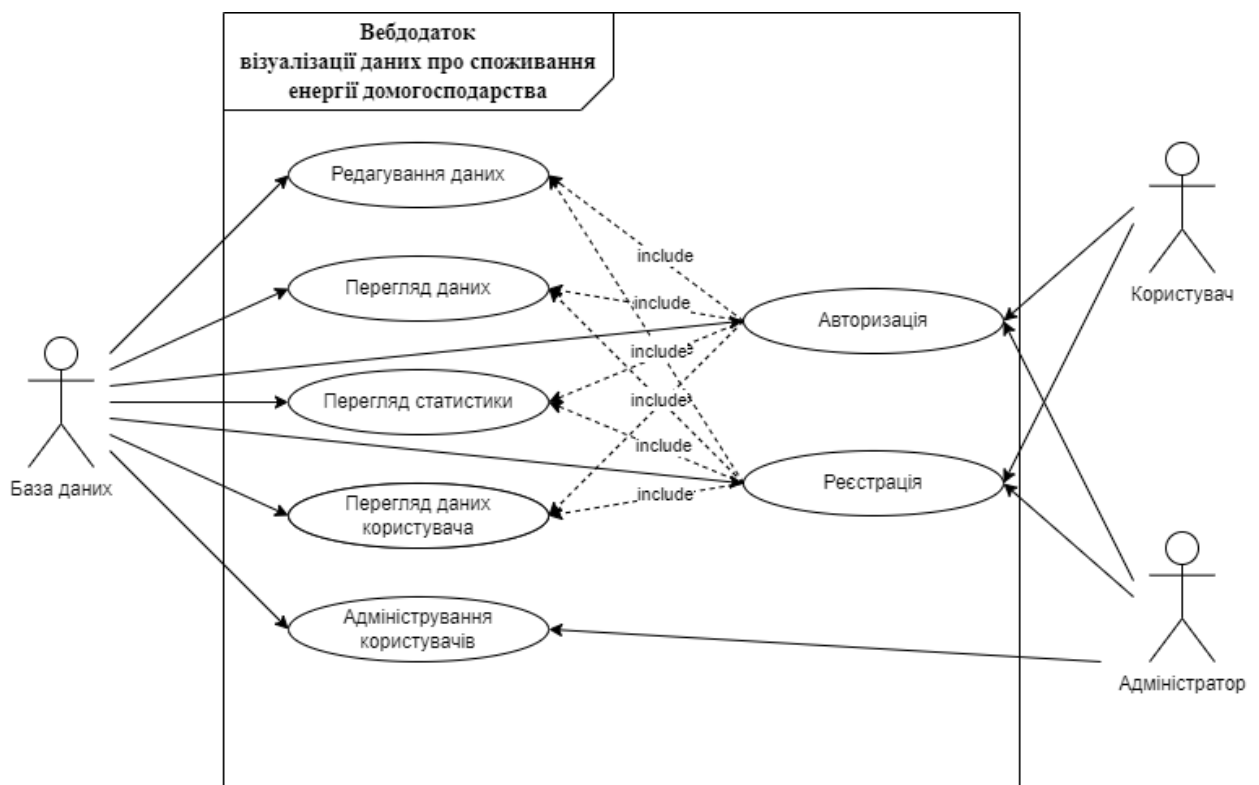 Вебдодаток
візуалізації даних про споживання
енергії домогосподарства
Редагування даних
include
Користувач
Перегляд даних
include
Авторизація
include
База даних
Перегляд статистики
include
include
Реєстрація
Перегляд даних
користувача
include
Адміністрування
користувачів
Адміністратор